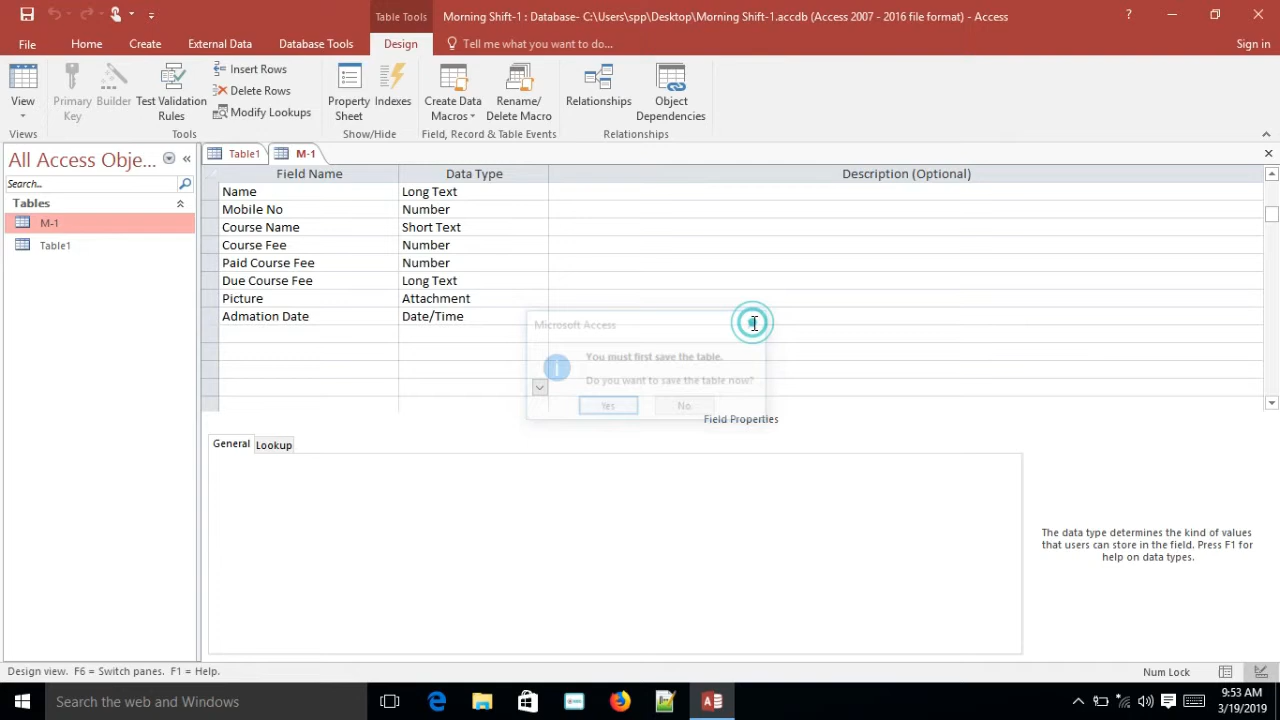 Table Tools
Morning Shift-1 : Database- C:\Users\spp\Desktop\Morning Shift-1.accdb (Access 2007 - 2016 file format) - Access
?
File
Home
Create
External Data
Database Tools
Design
Tell me what you want to do...
Sign in
View
Primary Key
Builder
Test Validation Rules
Insert Rows
Delete Rows
Modify Lookups
Property Sheet
Indexes
Create Data Macros
Rename/ Delete Macro
Relationships
Object Dependencies
Views
Tools
Show/Hide
Field, Record & Table Events
Relationships
All Access Obje...
Search...
Tables
M-1
Table1
Table1
M-1
Field Name Data Type Description (Optional)
Name Long Text
Mobile No Number
Course Name Short Text
Course Fee Number
Paid Course Fee Number
Due Course Fee Long Text
Picture Attachment
Admation Date Date/Time
Microsoft Access
You must first save the table.
Do you want to save the table now?
Yes No
Field Properties
General Lookup
The data type determines the kind of values
that users can store in the field. Press F1 for
help on data types.
Design view. F6 = Switch panes. F1 = Help.
Num Lock
Search the web and Windows
9:53 AM
3/19/2019